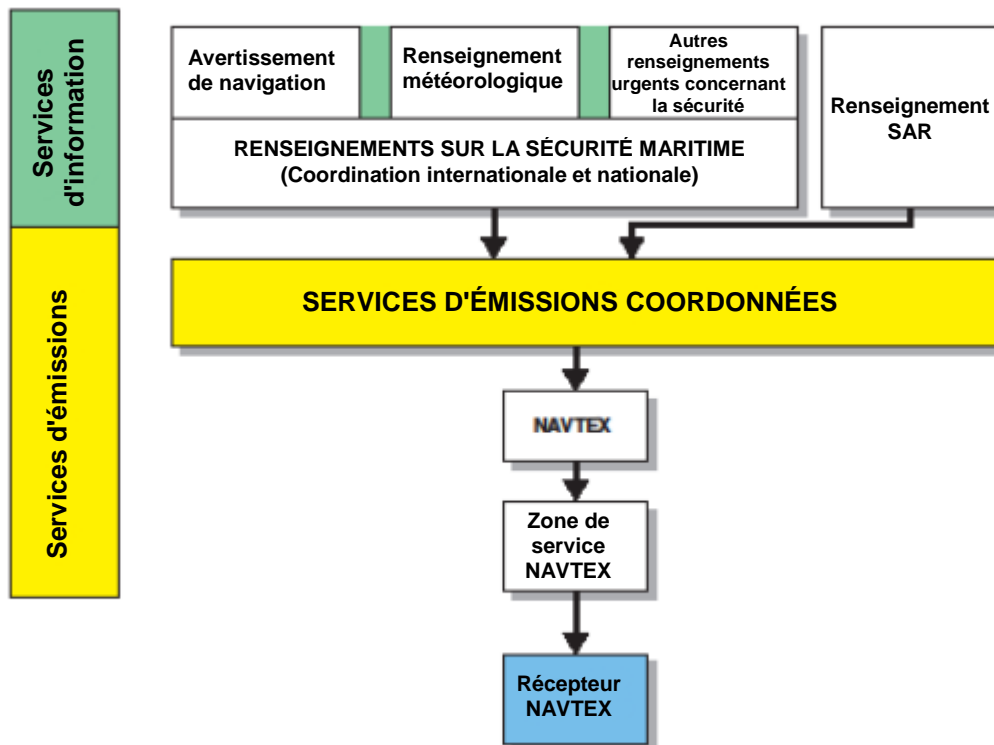 Services
d'information
Avertissement
de navigation
Renseignement
météorologique
Autres
renseignements
urgents concernant
la sécurité
RENSEIGNEMENTS SUR LA SÉCURITÉ MARITIME
(Coordination internationale et nationale)
Renseignement
SAR
Services d'émissions
SERVICES D'ÉMISSIONS COORDONNÉES
NAVTEX
Zone de
service
NAVTEX
Récepteur
NAVTEX